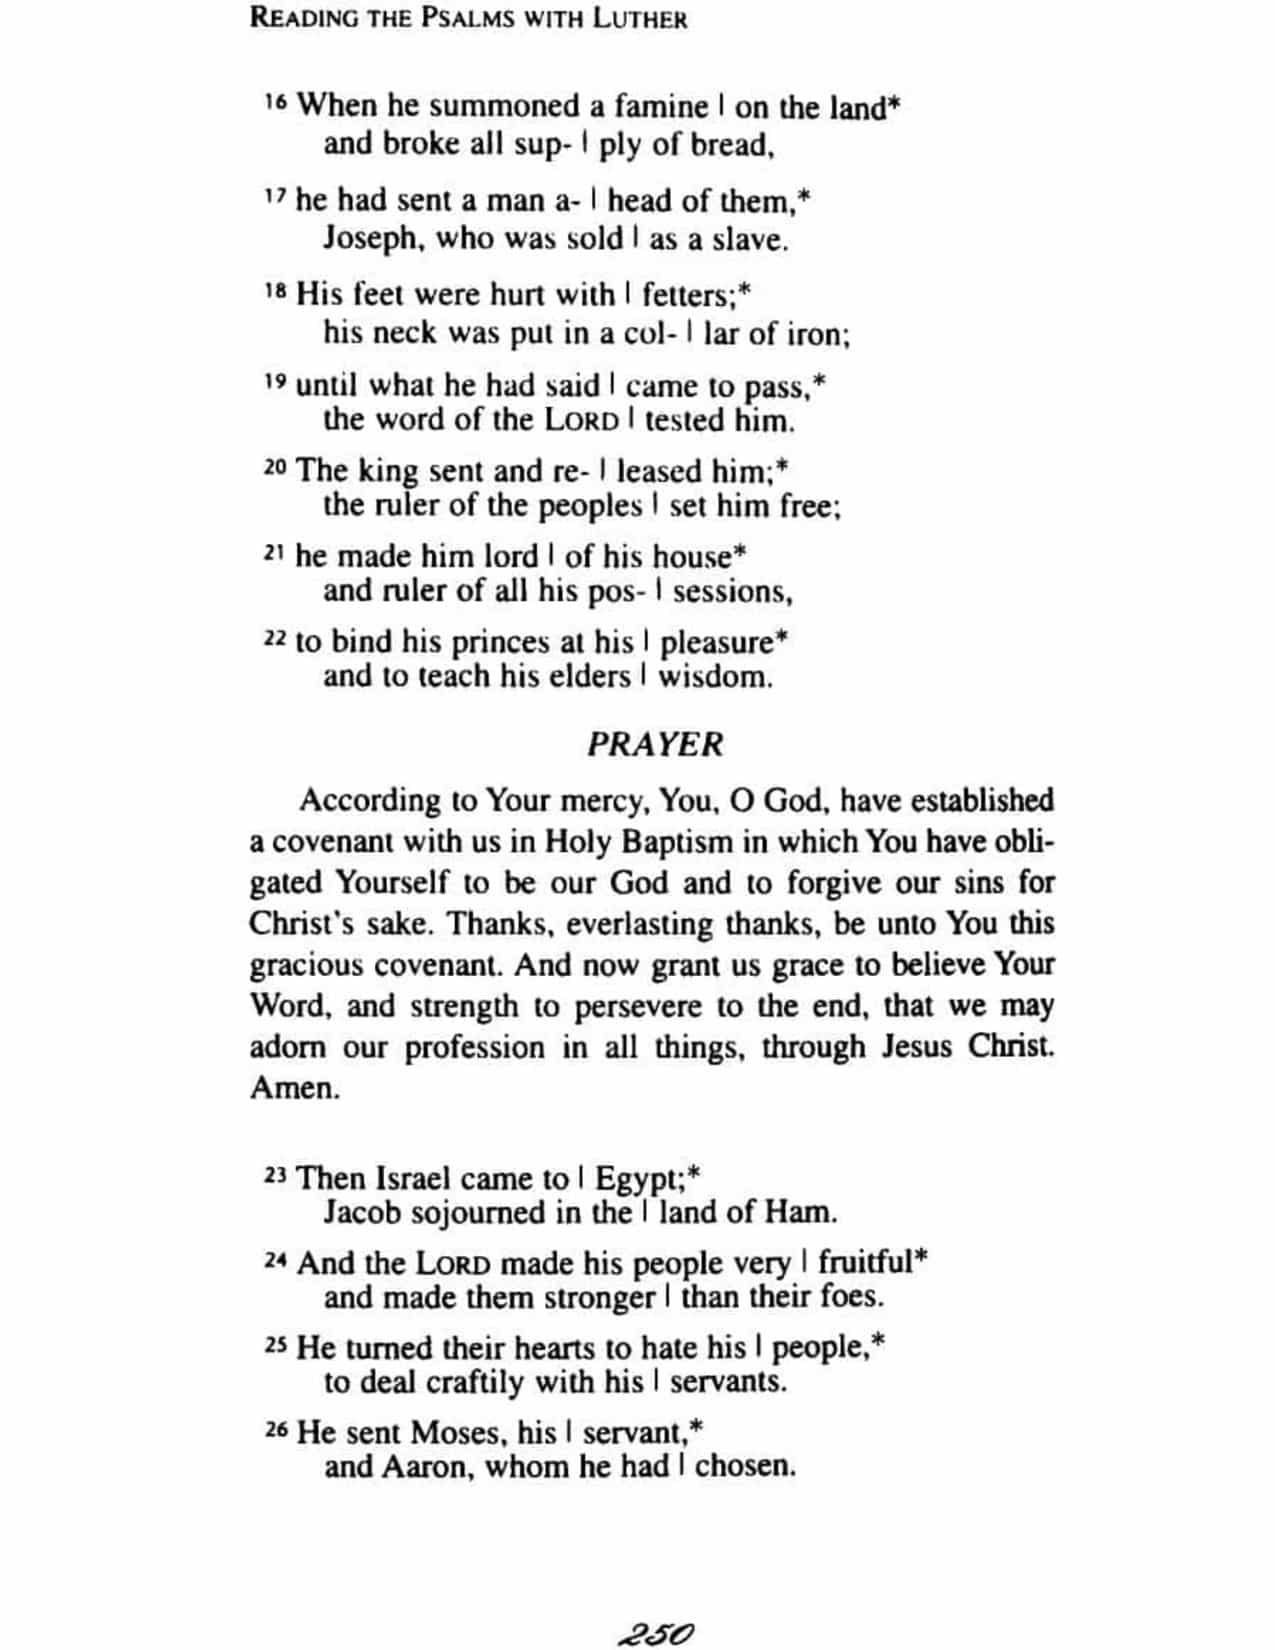 READING THE PSALMS WITH LUTHER
16 When he summoned a famine | on the land*
and broke all sup- | ply of bread,
17 he had sent a man a- | head of them,*
Joseph, who was sold | as a slave.
18 His feet were hurt with | fetters;*
his neck was put in a col- | lar of iron;
19 until what he had said | came to pass,*
the word of the LORD | tested him.
20 The king sent and re- | leased him;*
the ruler of the peoples | set him free;
21 he made him lord | of his house*
and ruler of all his pos- | sessions,
22 to bind his princes at his | pleasure*
and to teach his elders | wisdom.
PRAYER
According to Your mercy, You, O God, have established
a covenant with us in Holy Baptism in which You have obli-
gated Yourself to be our God and to forgive our sins for
Christ's sake. Thanks, everlasting thanks, be unto You this
gracious covenant. And now grant us grace to believe Your
Word, and strength to persevere to the end, that we may
adorn our profession in all things, through Jesus Christ.
Amen.
23 Then Israel came to | Egypt;*
Jacob sojourned in the | land of Ham.
24 And the LORD made his people very | fruitful*
and made them stronger | than their foes.
25 He turned their hearts to hate his | people,*
to deal craftily with his | servants.
26 He sent Moses, his | servant,*
and Aaron, whom he had | chosen.
250